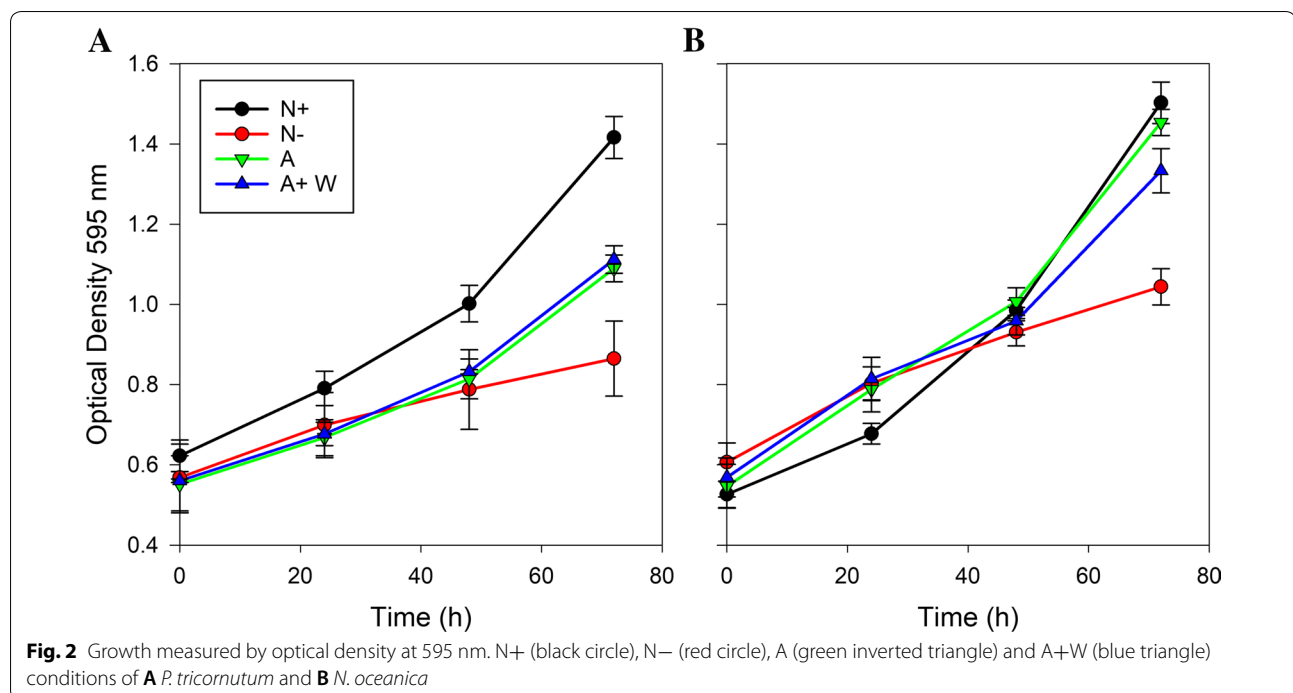 A
B
1.6
1.4
1.2
1.0
0.8
0.6
0.4
Optical Density 595 nm
N+
N-
A
A+ W
0 20 40 60 80
0 20 40 60 80
Time (h)
Time (h)
Fig. 2 Growth measured by optical density at 595 nm. N+ (black circle), N− (red circle), A (green inverted triangle) and A+W (blue triangle)
conditions of A P. tricornutum and B N. oceanica